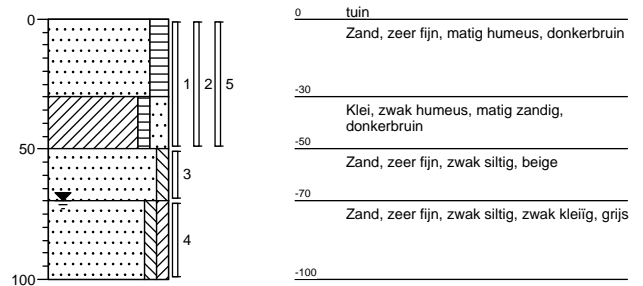 0
50
100
1
2
5
3
4
0 tuin
Zand, zeer fijn, matig humeus, donkerbruin
-30
Klei, zwak humeus, matig zandig,
donkerbruin
-50
Zand, zeer fijn, zwak siltig, beige
-70
Zand, zeer fijn, zwak siltig, zwak kleiïg, grijs
-100